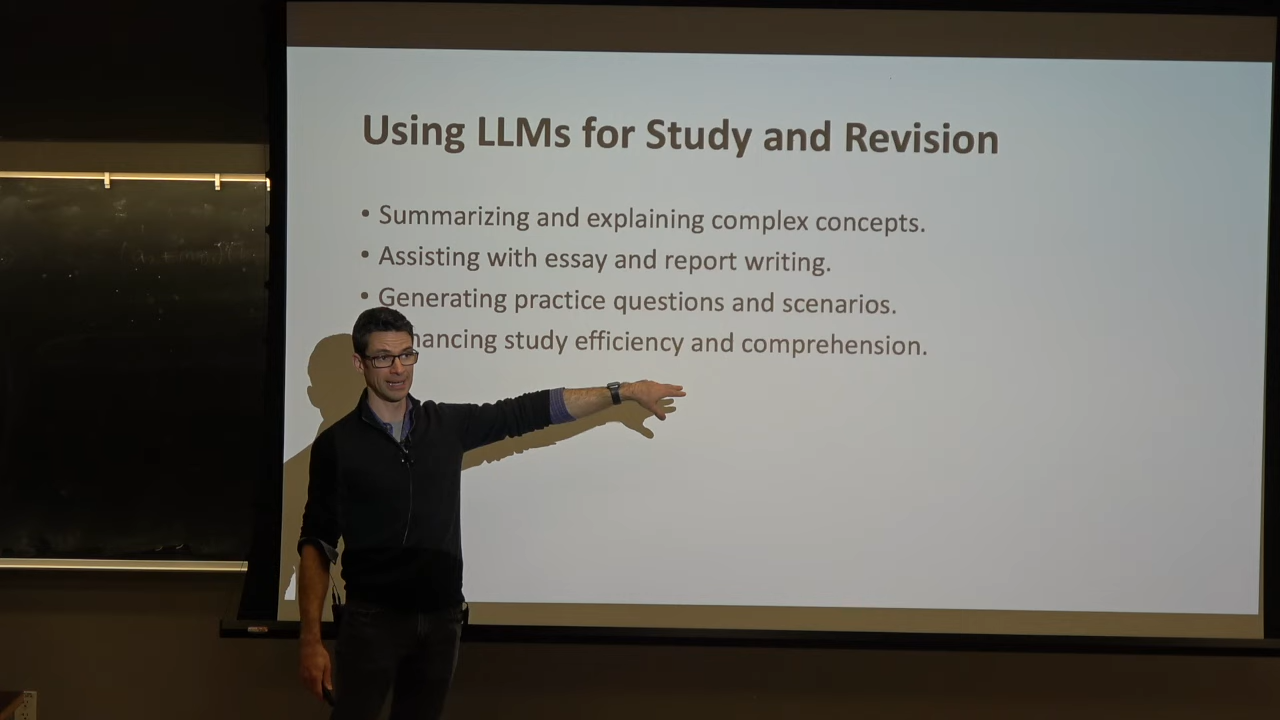 Using LLMs for Study and Revision
• Summarizing and explaining complex concepts.
• Assisting with essay and report writing.
• Generating practice questions and scenarios.
study efficiency and comprehension.